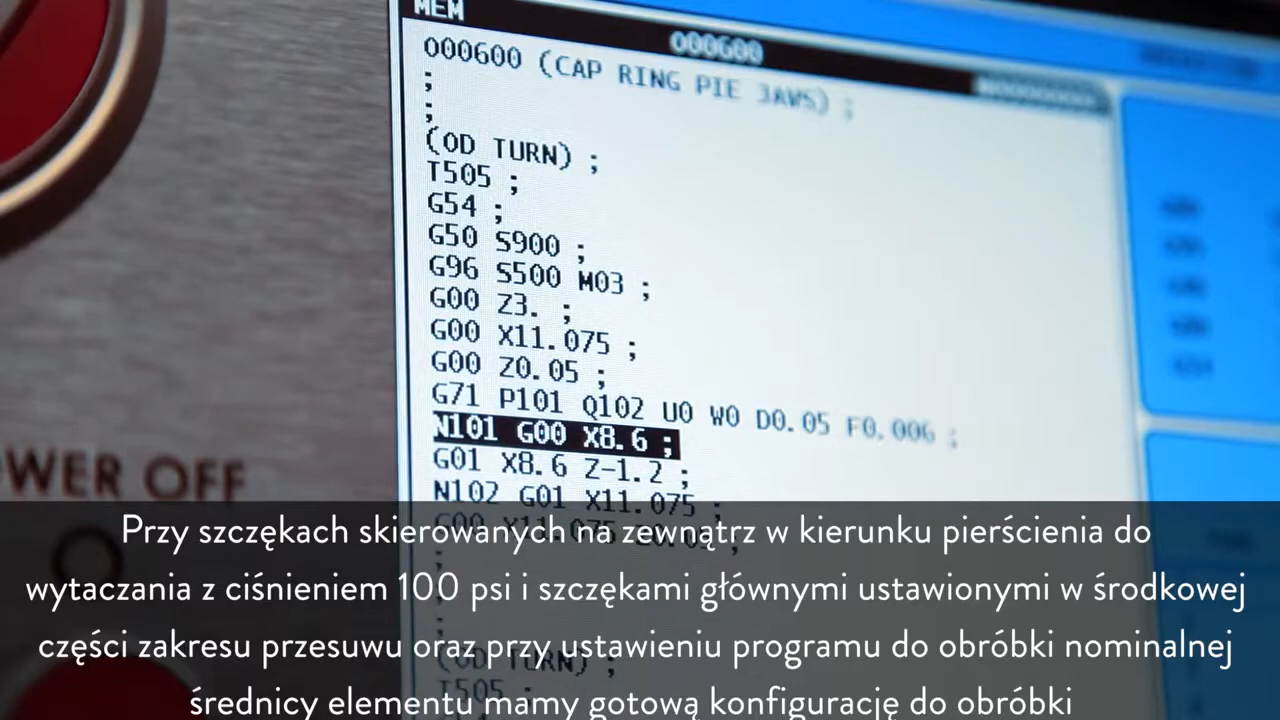 MEM
O00600
O00600 (CAP RING PIE JAWS) ;
;
;
(OD TURN) ;
T505 ;
G54 ;
G50 S900 ;
G96 S500 M03 ;
G00 Z3. ;
G00 X11.075 ;
G00 Z0.05 ;
G71 P101 Q102 U0 W0 D0.05 F0.006 ;
N101 G00 X8.6 ;
G01 X8.6 Z-1.2 ;
N102 G01 X11.075 ;
(OD TURN) ;
T505 ;
OWER OFF
Przy szczękach skierowanych na zewnątrz w kierunku pierścienia do
wytaczania z ciśnieniem 100 psi i szczękami głównymi ustawionymi w środkowej
części zakresu przesuwu oraz przy ustawieniu programu do obróbki nominalnej
średnicy elementu mamy gotową konfigurację do obróbki